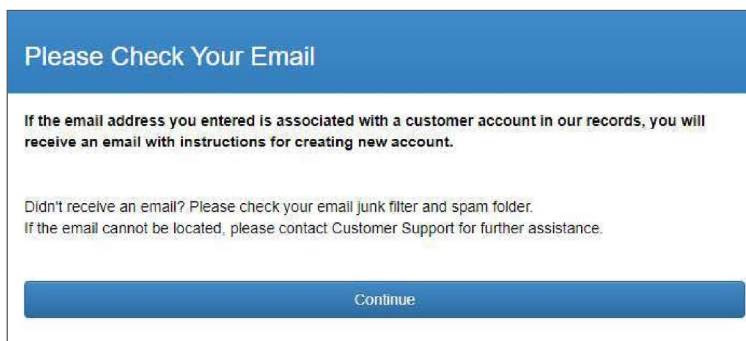 Please Check Your Email
If the email address you entered is associated with a customer account in our records, you will
receive an email with instructions for creating new account.
Didn't receive an email? Please check your email junk filter and spam folder.
If the email cannot be located, please contact Customer Support for further assistance.
Continue